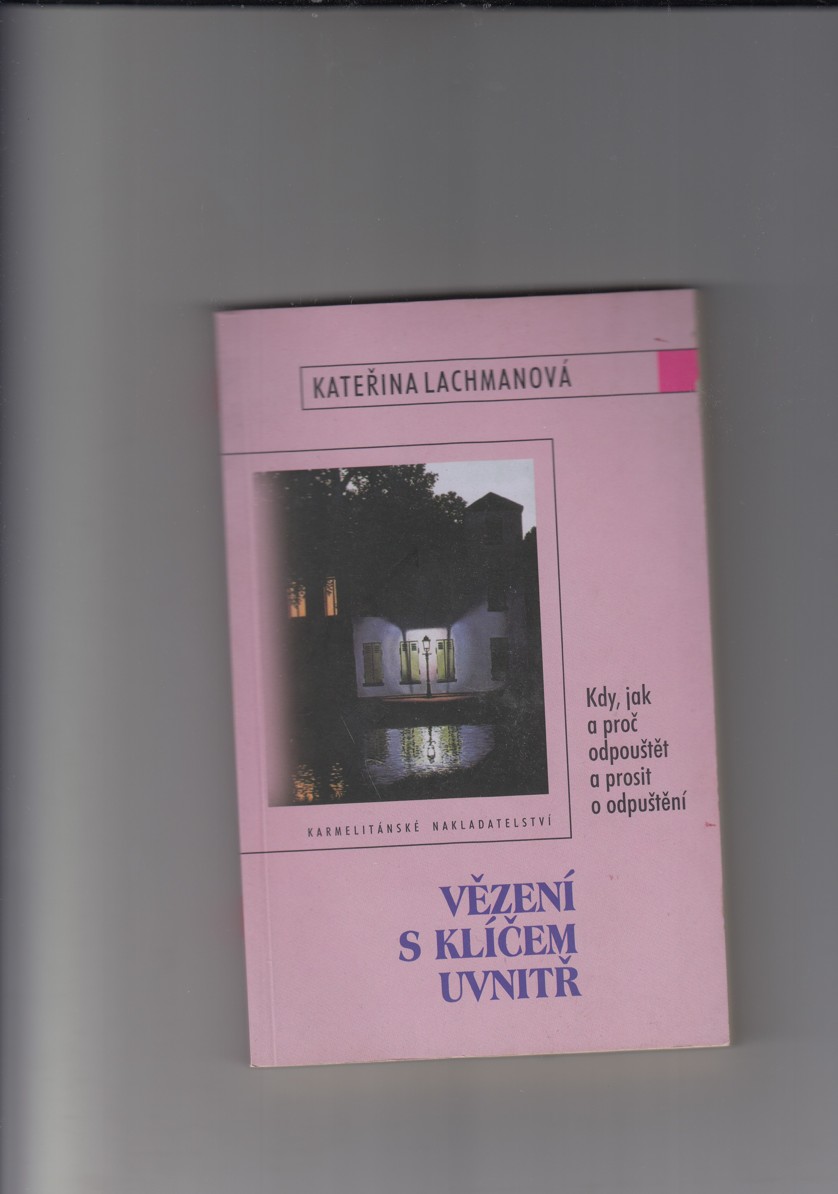 KATEŘINA LACHMANOVÁ
Kdy, jak
a proč
odpouštět
a prosit
o odpuštění
KARMELITÁNSKÉ NAKLADATELSTVÍ
VĚZENÍ
S KLÍČEM
UVNITŘ